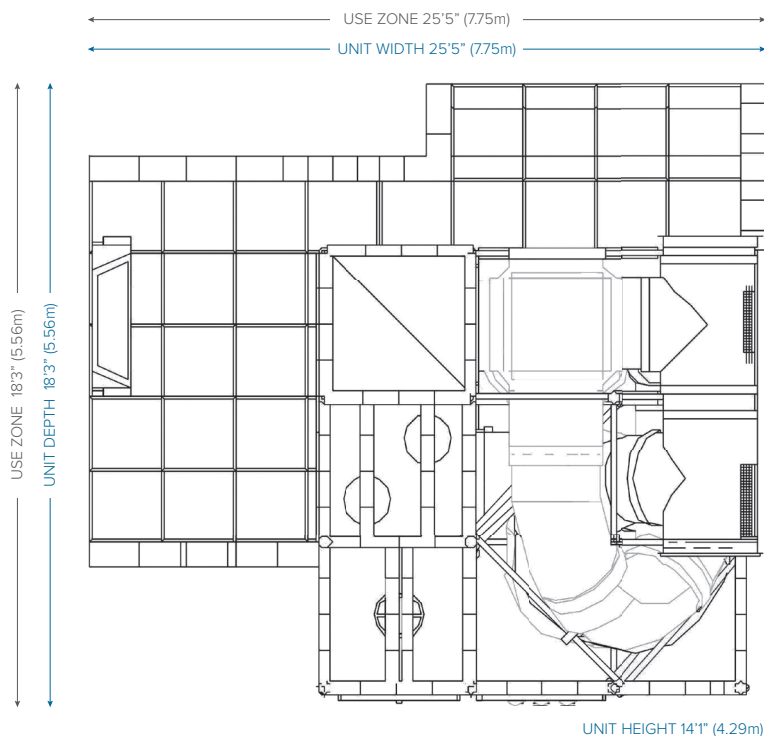 USE ZONE 25'5” (7.75m)
UNIT WIDTH 25'5” (7.75m)
USE ZONE 18'3” (5.56m)
UNIT DEPTH 18'3” (5.56m)
UNIT HEIGHT 14'1” (4.29m)